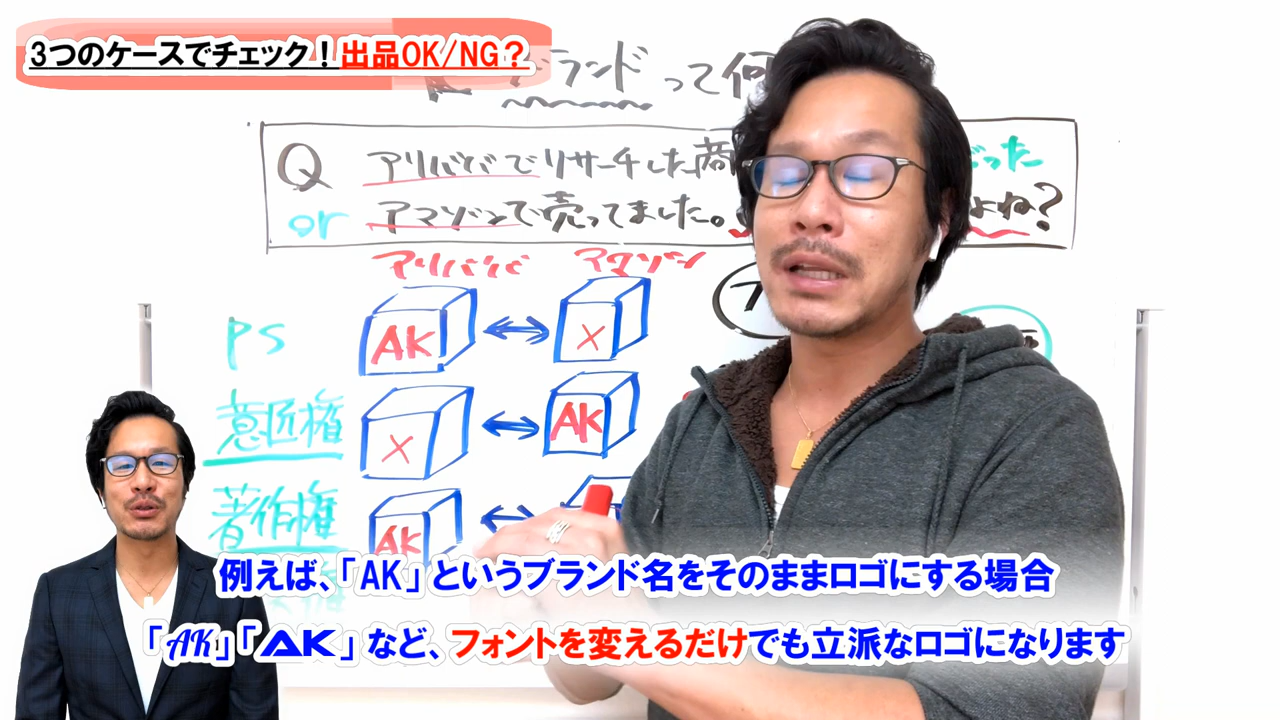 3つのケースでチェック！出品OK/NG？
ブランドって何
Q アリババでリサーチした商 だった
or アマゾンで売ってました。 よね？
アリババ アマゾン
PS AK X
意匠権 X AK
著作権 AK
例えば、「AK」というブランド名をそのままロゴにする場合
「AK」「AK」など、フォントを変えるだけでも立派なロゴになります